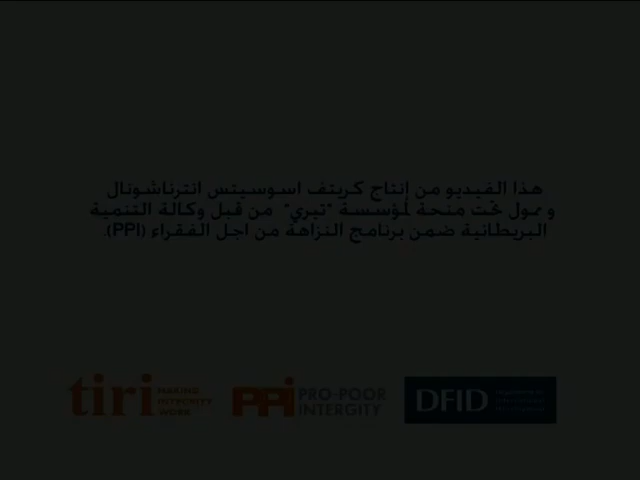 هذا الفيديو من إنتاج كريتف اسوسيتس انترناشونال
و ممول تحت منحة لمؤسسة "تيري" من قبل وكالة التنمية
البريطانية ضمن برنامج النزاهة من اجل الفقراء (PPI).
tiri MAKING INTEGRITY WORK
PPi PRO-POOR INTERGITY
DFID